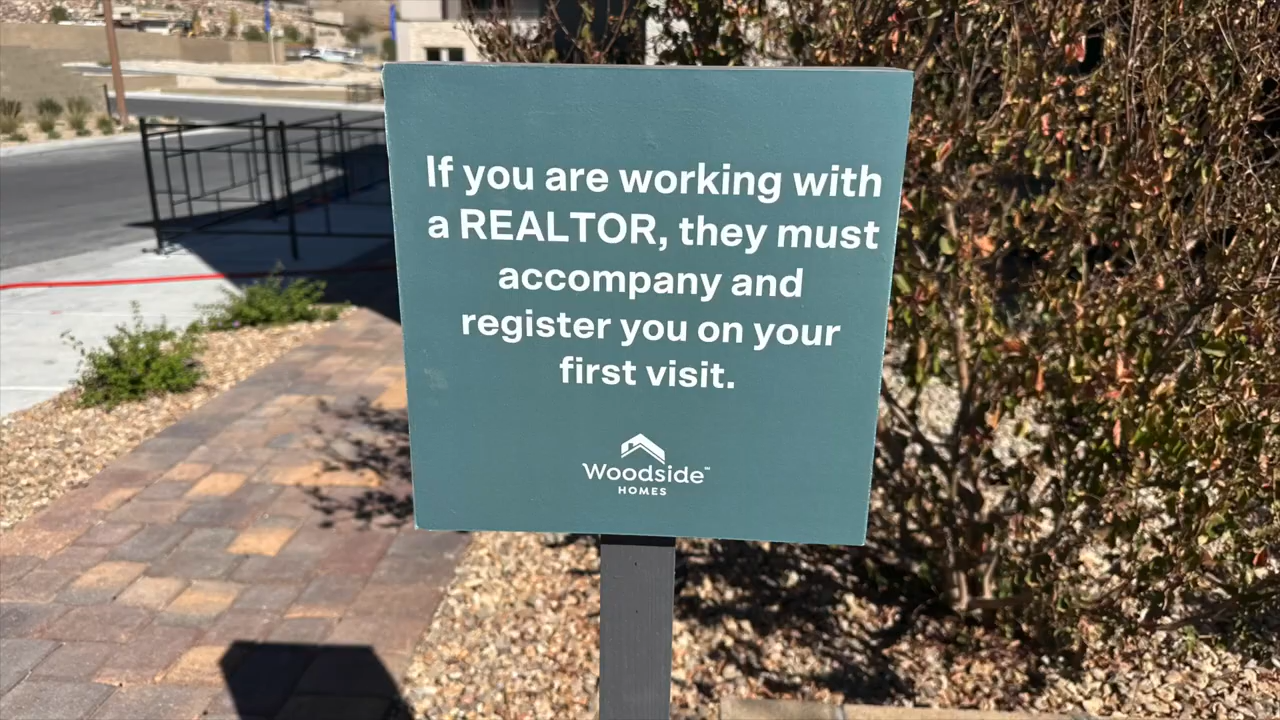 If you are working with
a REALTOR, they must
accompany and
register you on your
first visit.
Woodside™
HOMES